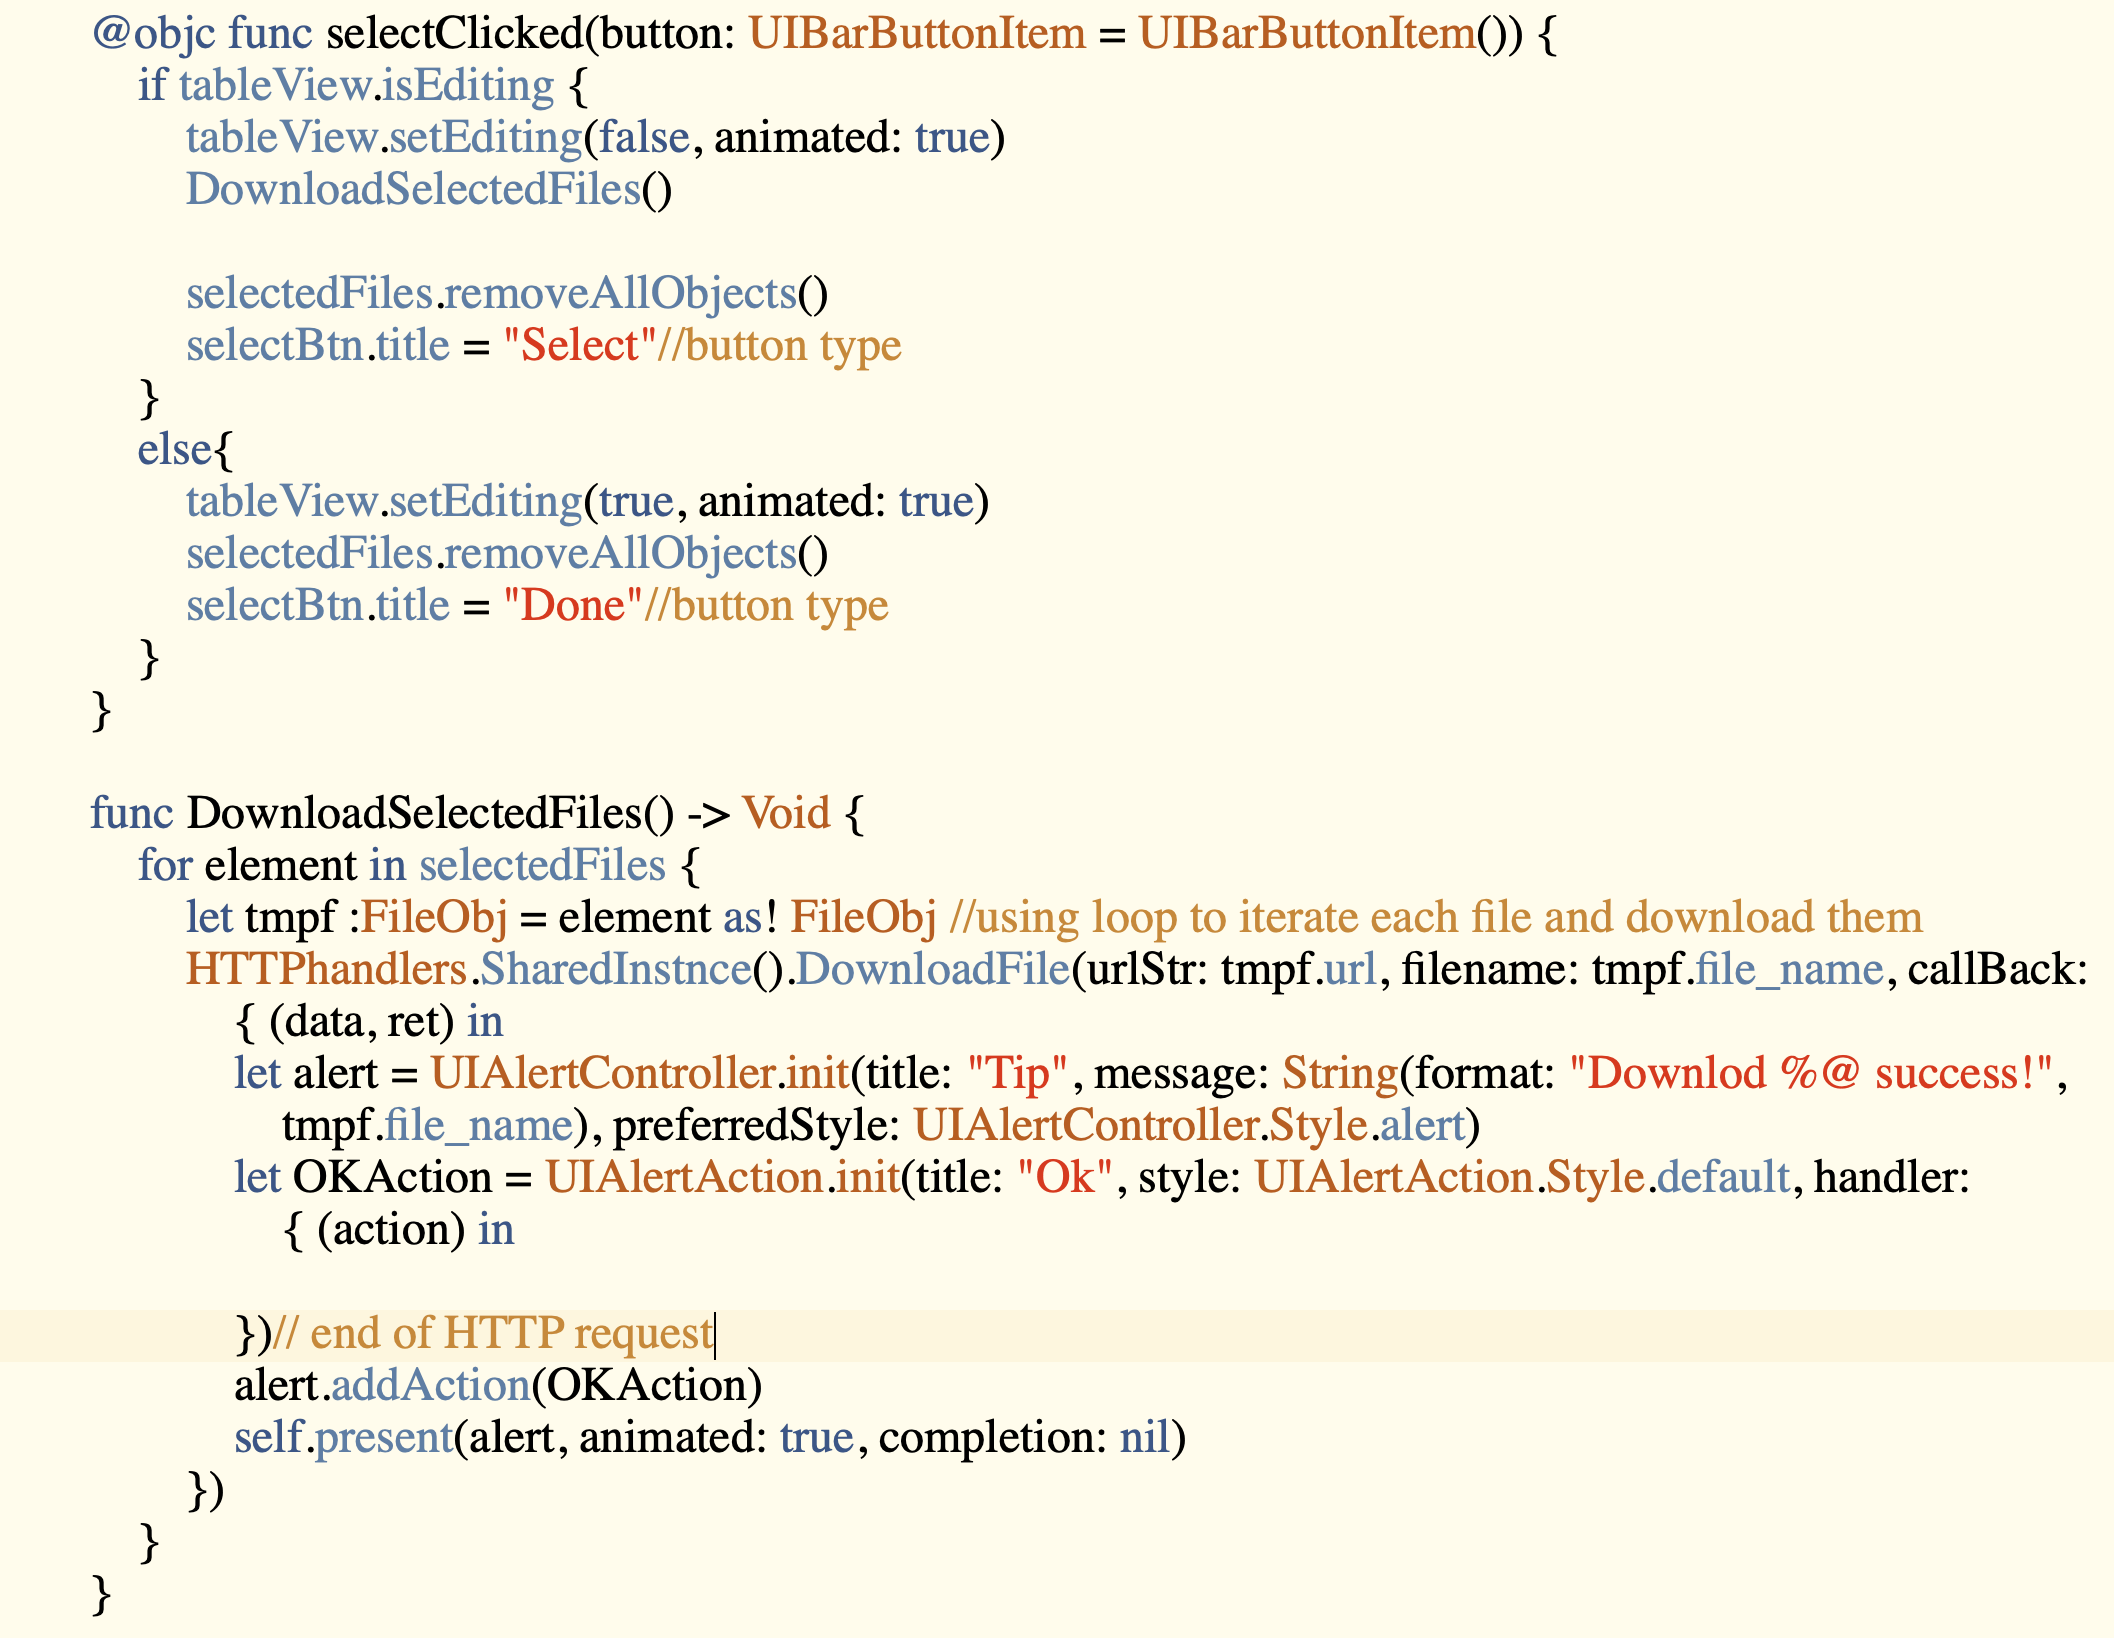 @objc func selectClicked(button: UIBarButtonItem = UIBarButtonItem()) {
if tableView.isEditing {
tableView.setEditing(false, animated: true)
DownloadSelectedFiles()
selectedFiles.removeAllObjects()
selectBtn.title = "Select"//button type
}
else{
tableView.setEditing(true, animated: true)
selectedFiles.removeAllObjects()
selectBtn.title = "Done"//button type
}
}
func DownloadSelectedFiles() -> Void {
for element in selectedFiles {
let tmpf :FileObj = element as! FileObj //using loop to iterate each file and download them
HTTPhandlers.SharedInstnce().DownloadFile(urlStr: tmpf.url, filename: tmpf.file_name, callBack:
{ (data, ret) in
let alert = UIAlertController.init(title: "Tip", message: String(format: "Downlod %@ success!",
tmpf.file_name), preferredStyle: UIAlertController.Style.alert)
let OKAction = UIAlertAction.init(title: "Ok", style: UIAlertAction.Style.default, handler:
{ (action) in
})// end of HTTP request
alert.addAction(OKAction)
self.present(alert, animated: true, completion: nil)
})
}
}